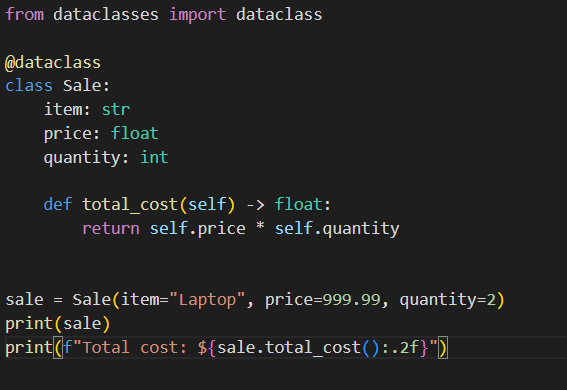 from dataclasses import dataclass
@dataclass
class Sale:
    item: str
    price: float
    quantity: int
    def total_cost(self) -> float:
        return self.price * self.quantity
sale = Sale(item="Laptop", price=999.99, quantity=2)
print(sale)
print(f"Total cost: ${sale.total_cost():.2f}")